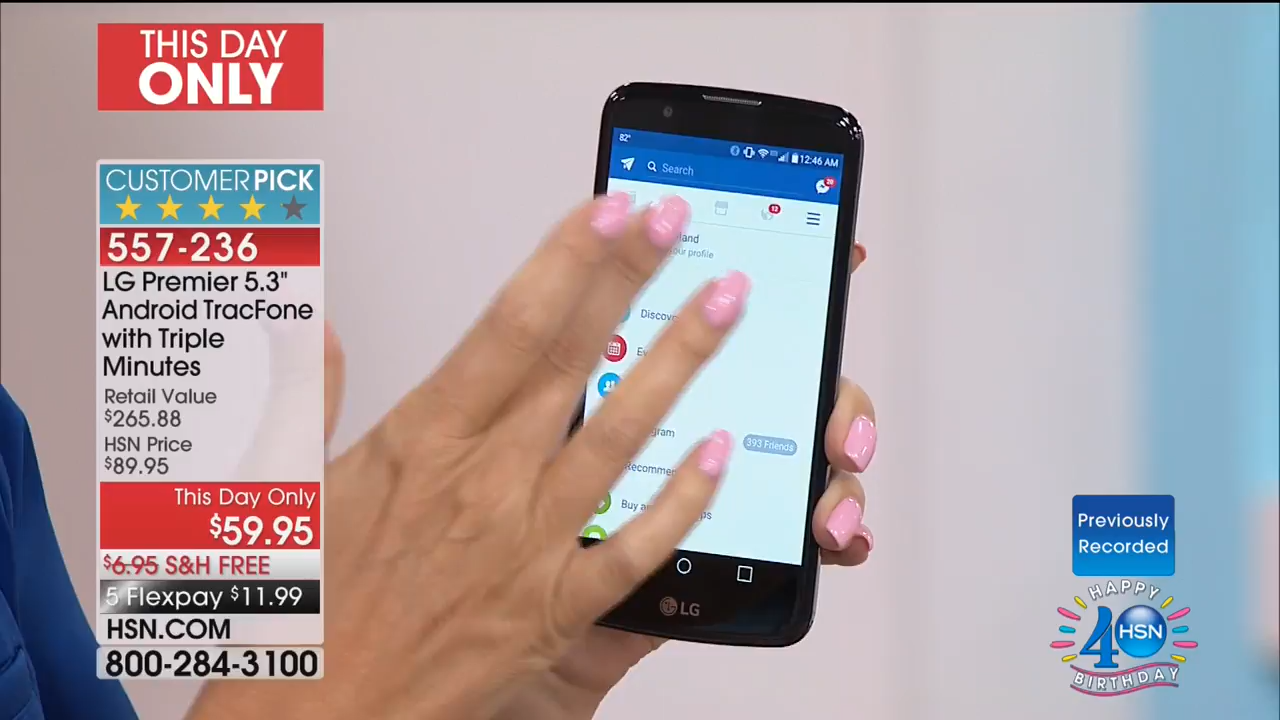 THIS DAY
ONLY
CUSTOMER PICK
557-236
LG Premier 5.3"
Android TracFone
with Triple
Minutes
Retail Value
$265.88
HSN Price
$89.95
This Day Only
$59.95
$6.95 S&H FREE
5 Flexpay $11.99
HSN.COM
800-284-3100
82°
12:46 AM
Search
20
13
393 Friends
LG
Previously
Recorded
HAPPY
40
HSN
BIRTHDAY